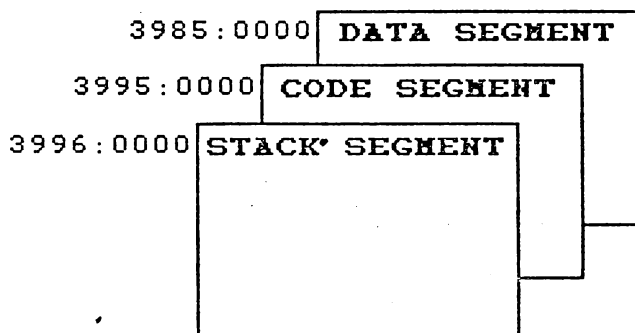 3985:0000 DATA SEGMENT
3995:0000 CODE SEGMENT
3996:0000 STACK SEGMENT